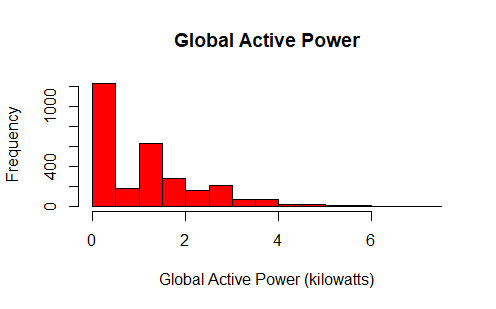 Global Active Power
Frequency
1000
400
0
0 2 4 6
Global Active Power (kilowatts)